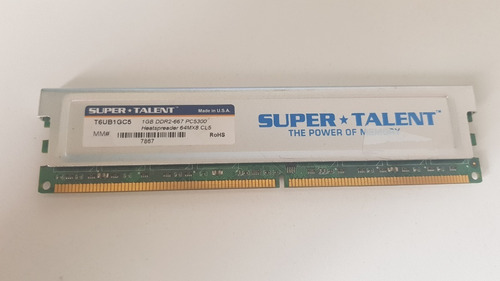 SUPER★TALENT
Made in U.S.A.
T6UB1GC5 1GB DDR2-667 PC5300
Heatspreader 64MX8 CL5
MM# RoHS
7867
SUPER★TALENT
THE POWER OF MEMORY